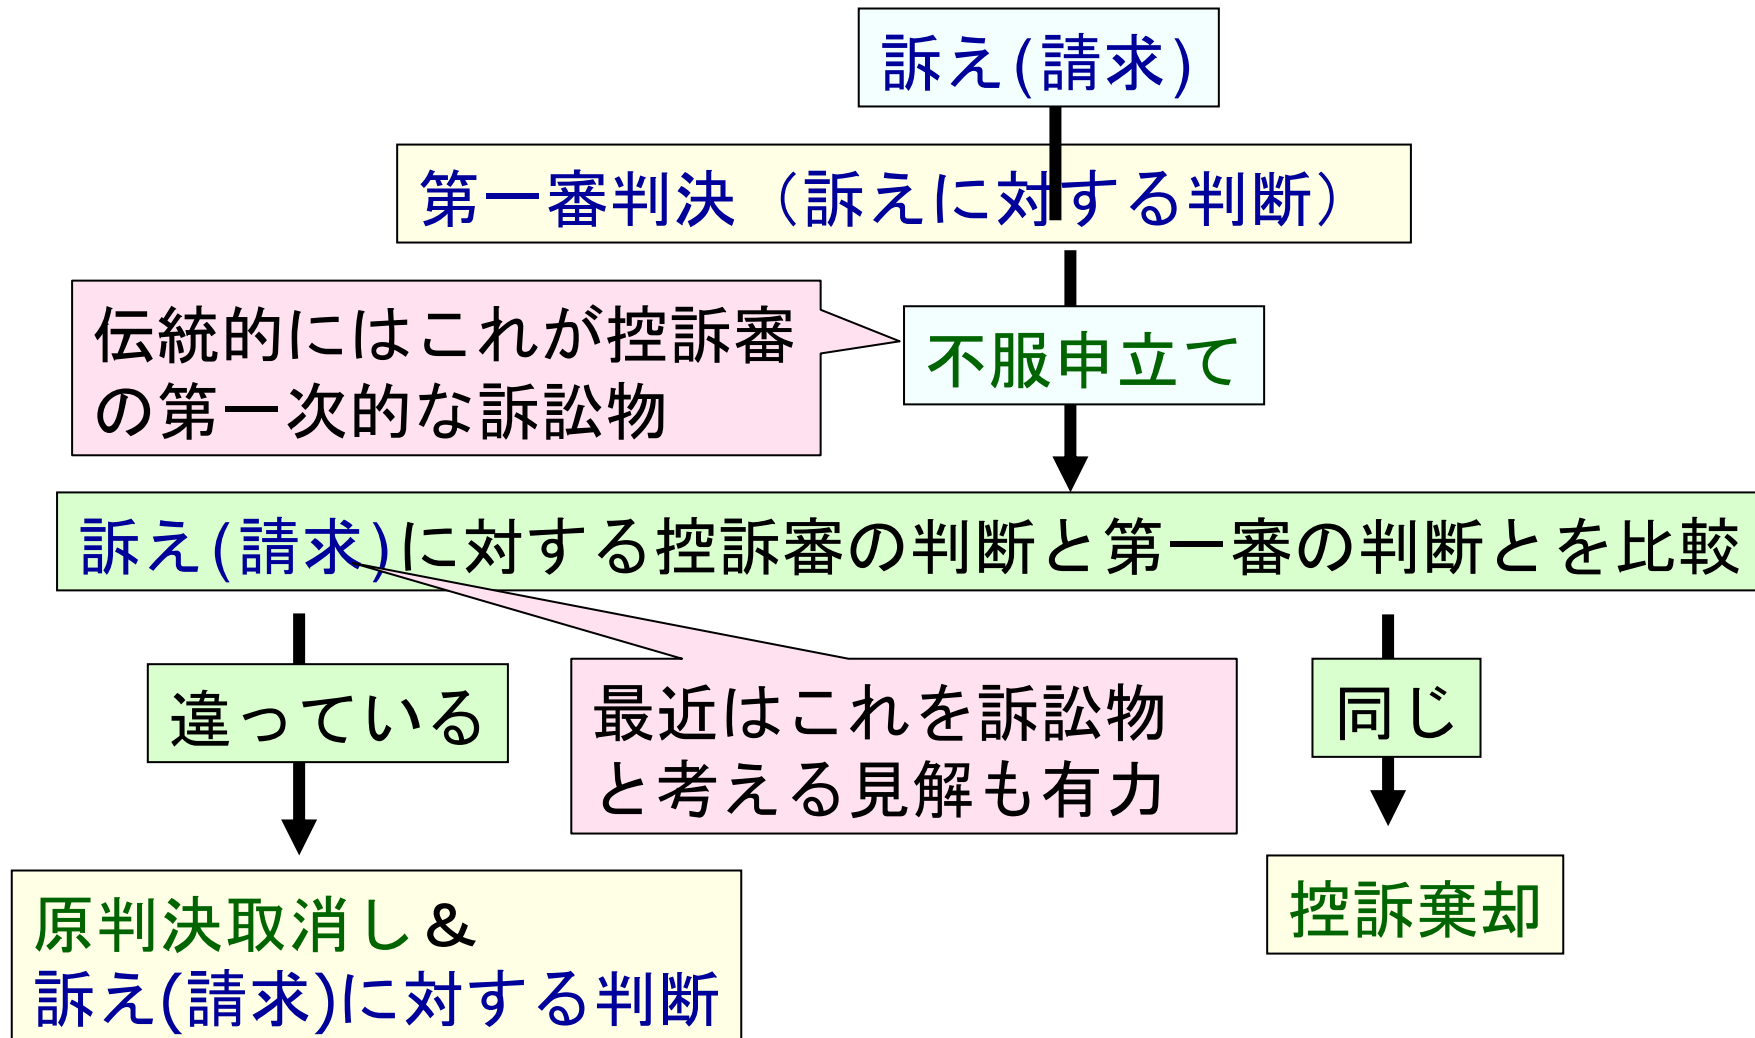 訴え(請求)
第一審判決（訴えに対する判断）
伝統的にはこれが控訴審
の第一次的な訴訟物
不服申立て
訴え(請求)に対する控訴審の判断と第一審の判断とを比較
違っている
最近はこれを訴訟物
と考える見解も有力
同じ
原判決取消し&
訴え(請求)に対する判断
控訴棄却